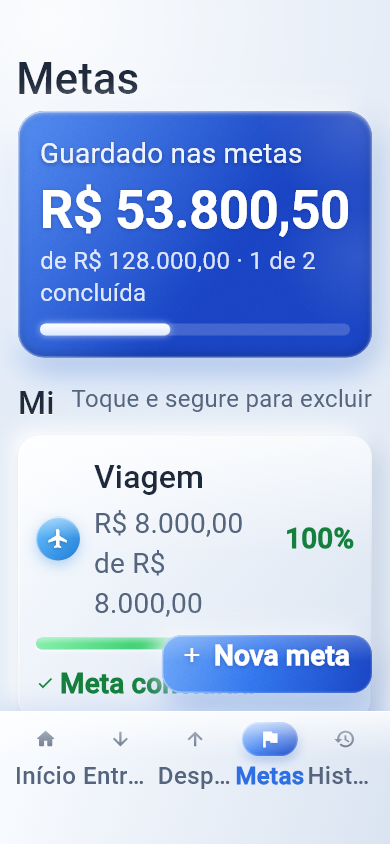 Metas
Guardado nas metas
R$ 53.800,50
de R$ 128.000,00 · 1 de 2
concluída
Mi Toque e segure para excluir
Viagem
R$ 8.000,00
de R$
8.000,00
100%
+ Nova meta
✓ Meta con
Início Entr… Desp… Metas Hist…